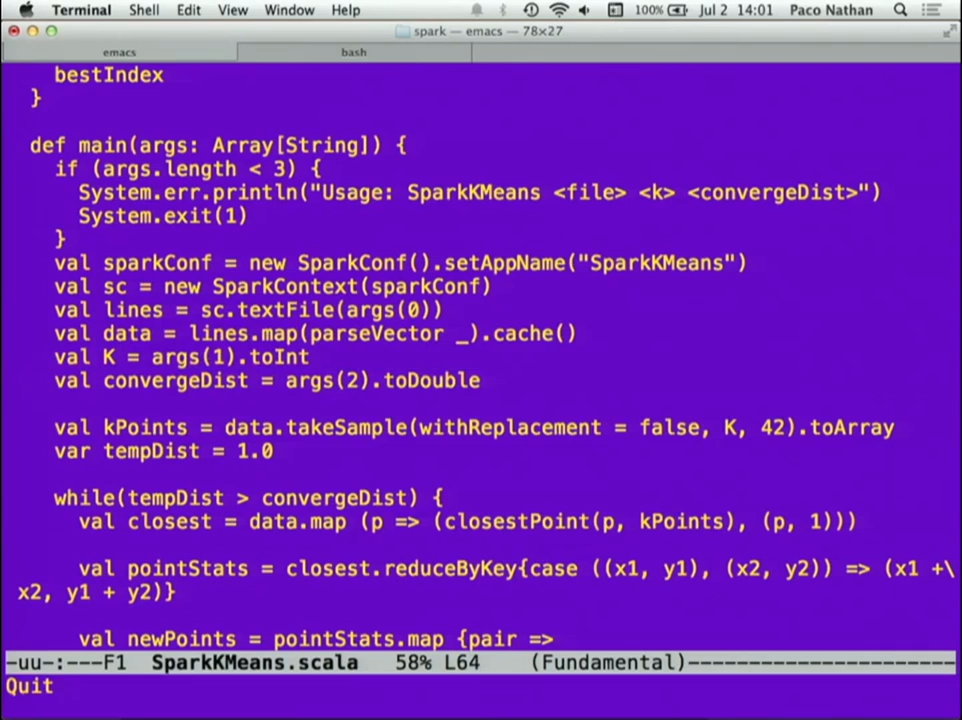 Terminal Shell Edit View Window Help 100% Jul 2 14:01 Paco Nathan
spark — emacs — 78×27
emacs bash
bestIndex
}
def main(args: Array[String]) {
if (args.length < 3) {
System.err.println("Usage: SparkKMeans <file> <k> <convergeDist>")
System.exit(1)
}
val sparkConf = new SparkConf().setAppName("SparkKMeans")
val sc = new SparkContext(sparkConf)
val lines = sc.textFile(args(0))
val data = lines.map(parseVector _).cache()
val K = args(1).toInt
val convergeDist = args(2).toDouble
val kPoints = data.takeSample(withReplacement = false, K, 42).toArray
var tempDist = 1.0
while(tempDist > convergeDist) {
val closest = data.map (p => (closestPoint(p, kPoints), (p, 1)))
val pointStats = closest.reduceByKey{case ((x1, y1), (x2, y2)) => (x1 +\
x2, y1 + y2)}
val newPoints = pointStats.map {pair =>
-uu-:---F1 SparkKMeans.scala 58% L64 (Fundamental)----------------------
Quit